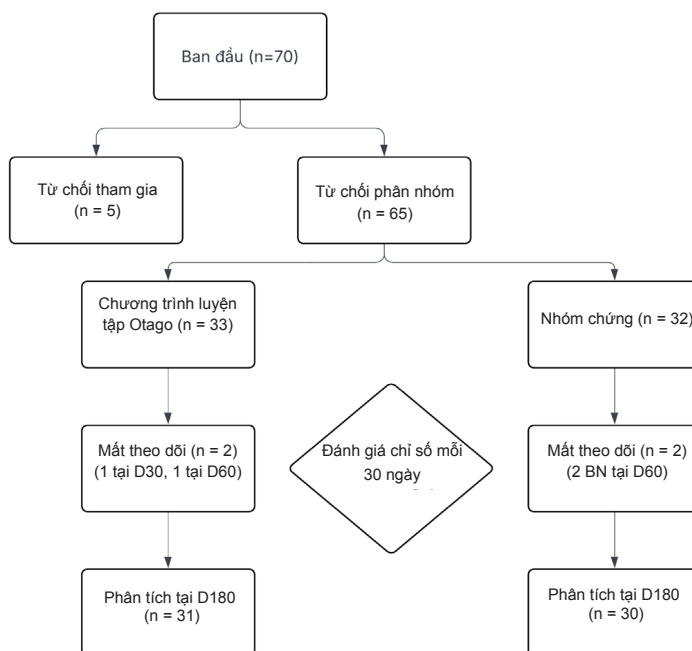 Ban đầu (n=70)
Từ chối tham gia
(n = 5)
Từ chối phân nhóm
(n = 65)
Chương trình luyện
tập Otago (n = 33)
Nhóm chứng (n = 32)
Mất theo dõi (n = 2)
(1 tại D30, 1 tại D60)
Đánh giá chỉ số mỗi
30 ngày
Mất theo dõi (n = 2)
(2 BN tại D60)
Phân tích tại D180
(n = 31)
Phân tích tại D180
(n = 30)